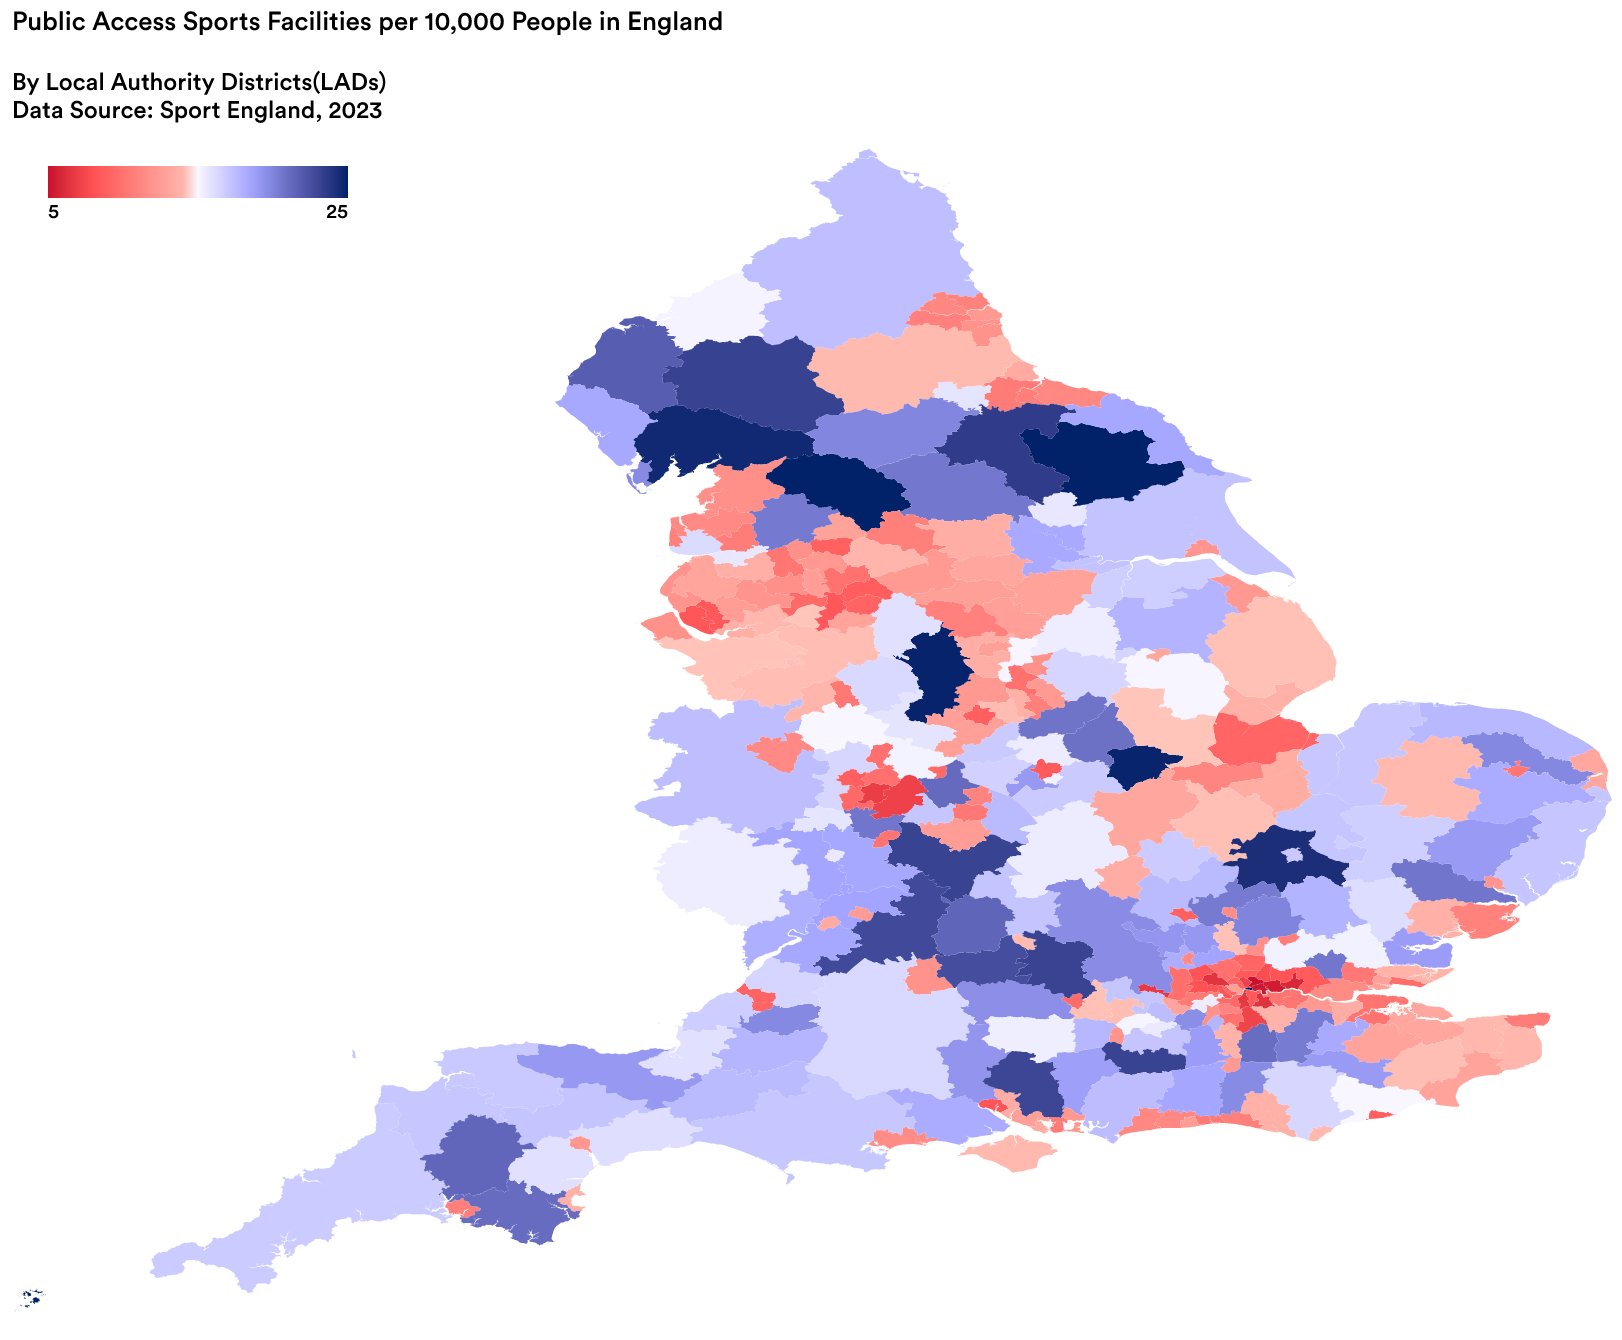 Public Access Sports Facilities per 10,000 People in England
By Local Authority Districts(LADs)
Data Source: Sport England, 2023
5 25